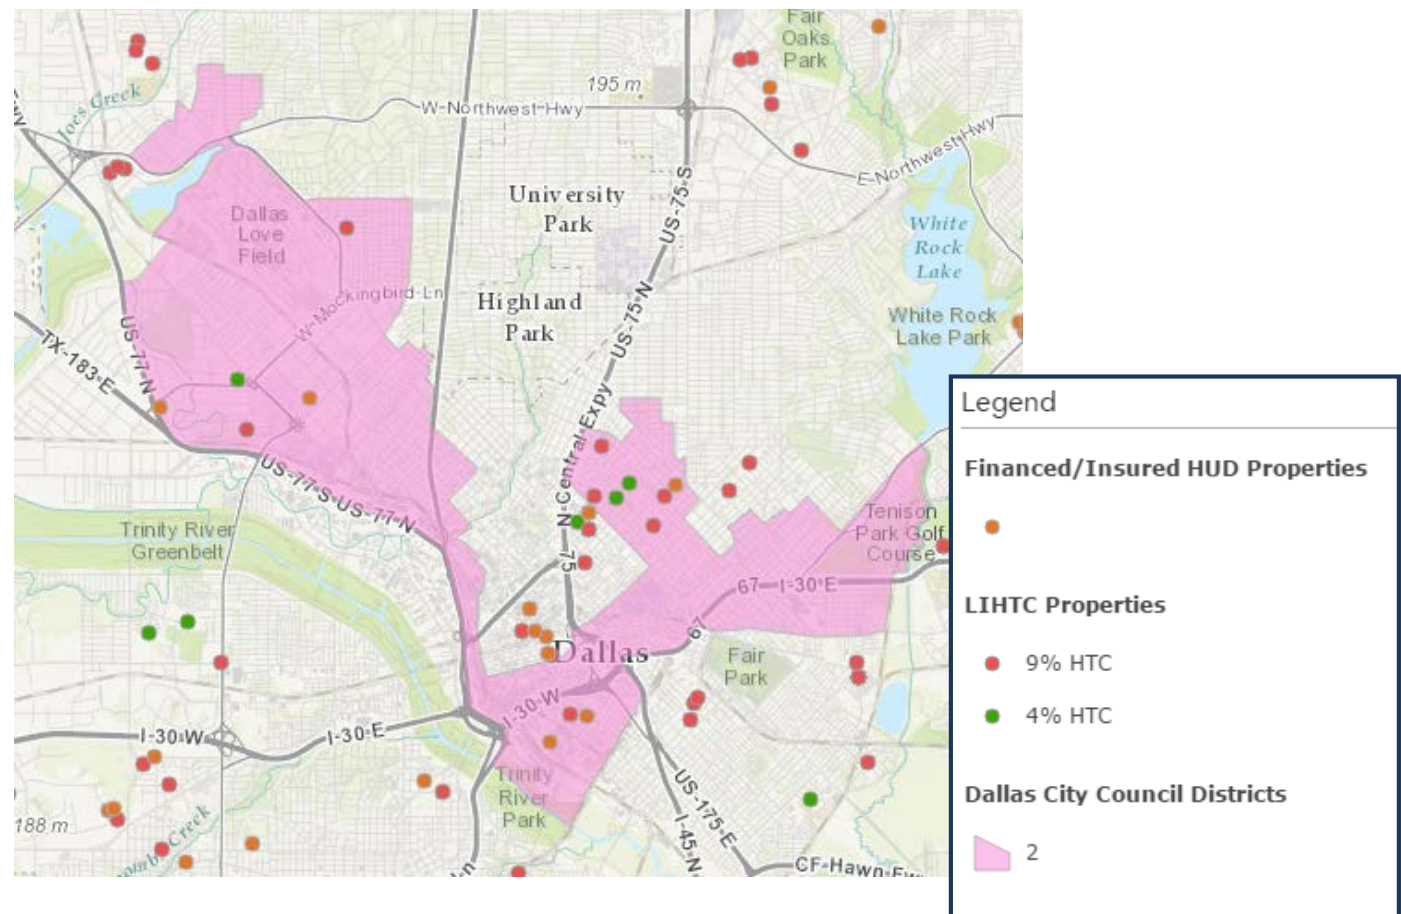 Fair
Oaks
Park
195 m
Joes Creek
W-Northwest-Hwy
E-Northwest-Hwy
US-75-S
University
Park
White
Rock
Lake
Dallas
Love
Field
W-Mockingbird-Ln
Highland
Park
US-75-N
White Rock
Lake Park
US-77-N
TX-183-E
N-Central-Expy
75
US-77-S-US-77-N
Trinity River
Greenbelt
Tenison
Park Golf
Course
67
I-30-E
67
Dallas
Fair
Park
I-30-W
I-30-W
I-30-E
Trinity
River
Park
US-175-E
I-45-N
188 m
Creek
CF-Hawn-Fw
Legend
Financed/Insured HUD Properties
LIHTC Properties
9% HTC
4% HTC
Dallas City Council Districts
2